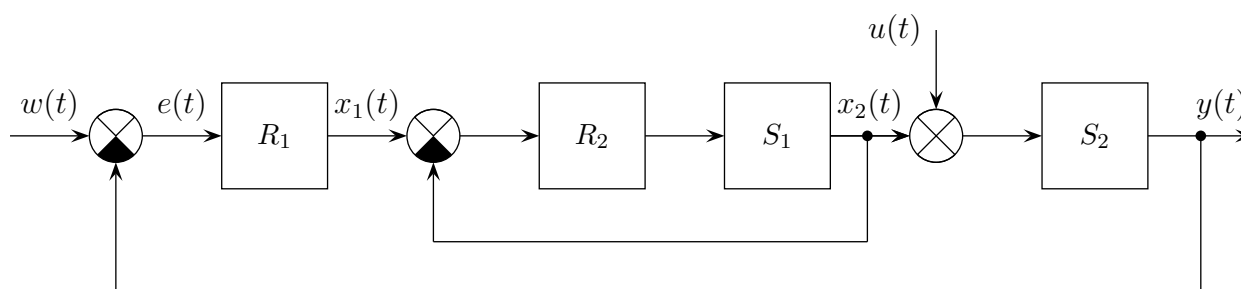 u(t)
w(t)
e(t)
R₁
x₁(t)
R₂
S₁
x₂(t)
S₂
y(t)